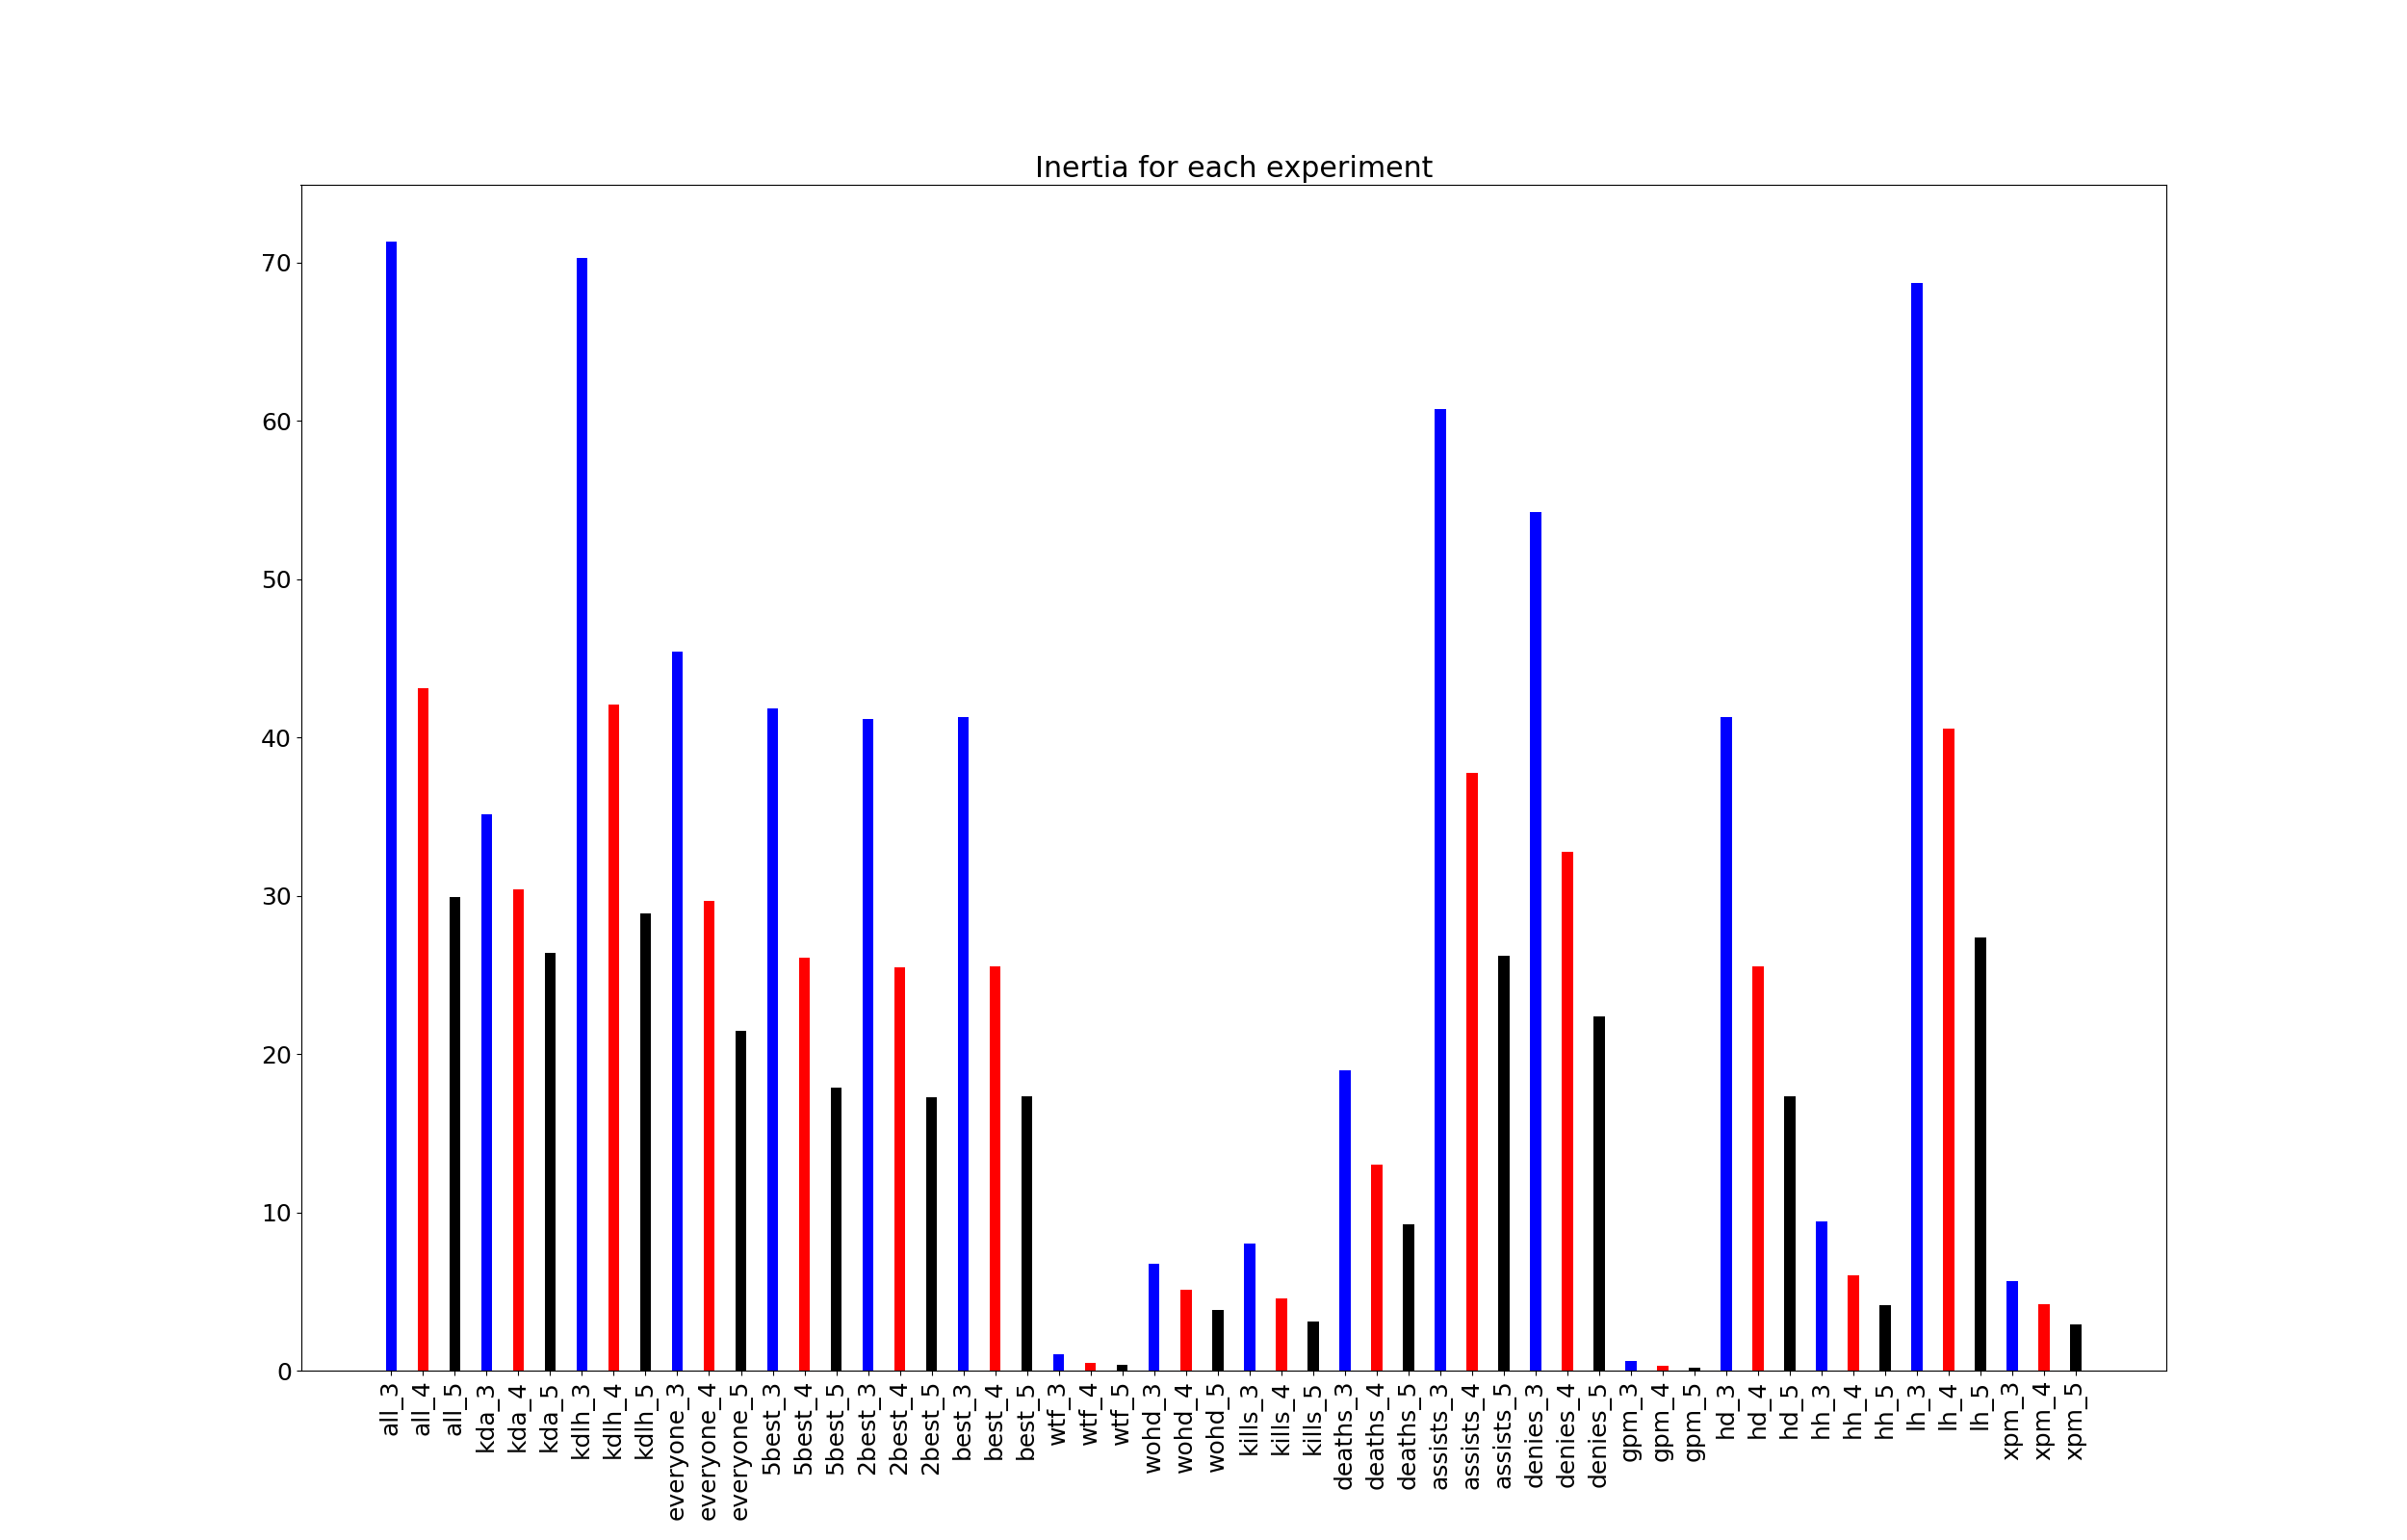 Inertia for each experiment
70
60
50
40
30
20
10
0
all_3
all_4
all_5
kda_3
kda_4
kda_5
kdlh_3
kdlh_4
kdlh_5
everyone_3
everyone_4
everyone_5
5best_3
5best_4
5best_5
2best_3
2best_4
2best_5
best_3
best_4
best_5
wtf_3
wtf_4
wtf_5
wohd_3
wohd_4
wohd_5
kills_3
kills_4
kills_5
deaths_3
deaths_4
deaths_5
assists_3
assists_4
assists_5
denies_3
denies_4
denies_5
gpm_3
gpm_4
gpm_5
hd_3
hd_4
hd_5
hh_3
hh_4
hh_5
lh_3
lh_4
lh_5
xpm_3
xpm_4
xpm_5